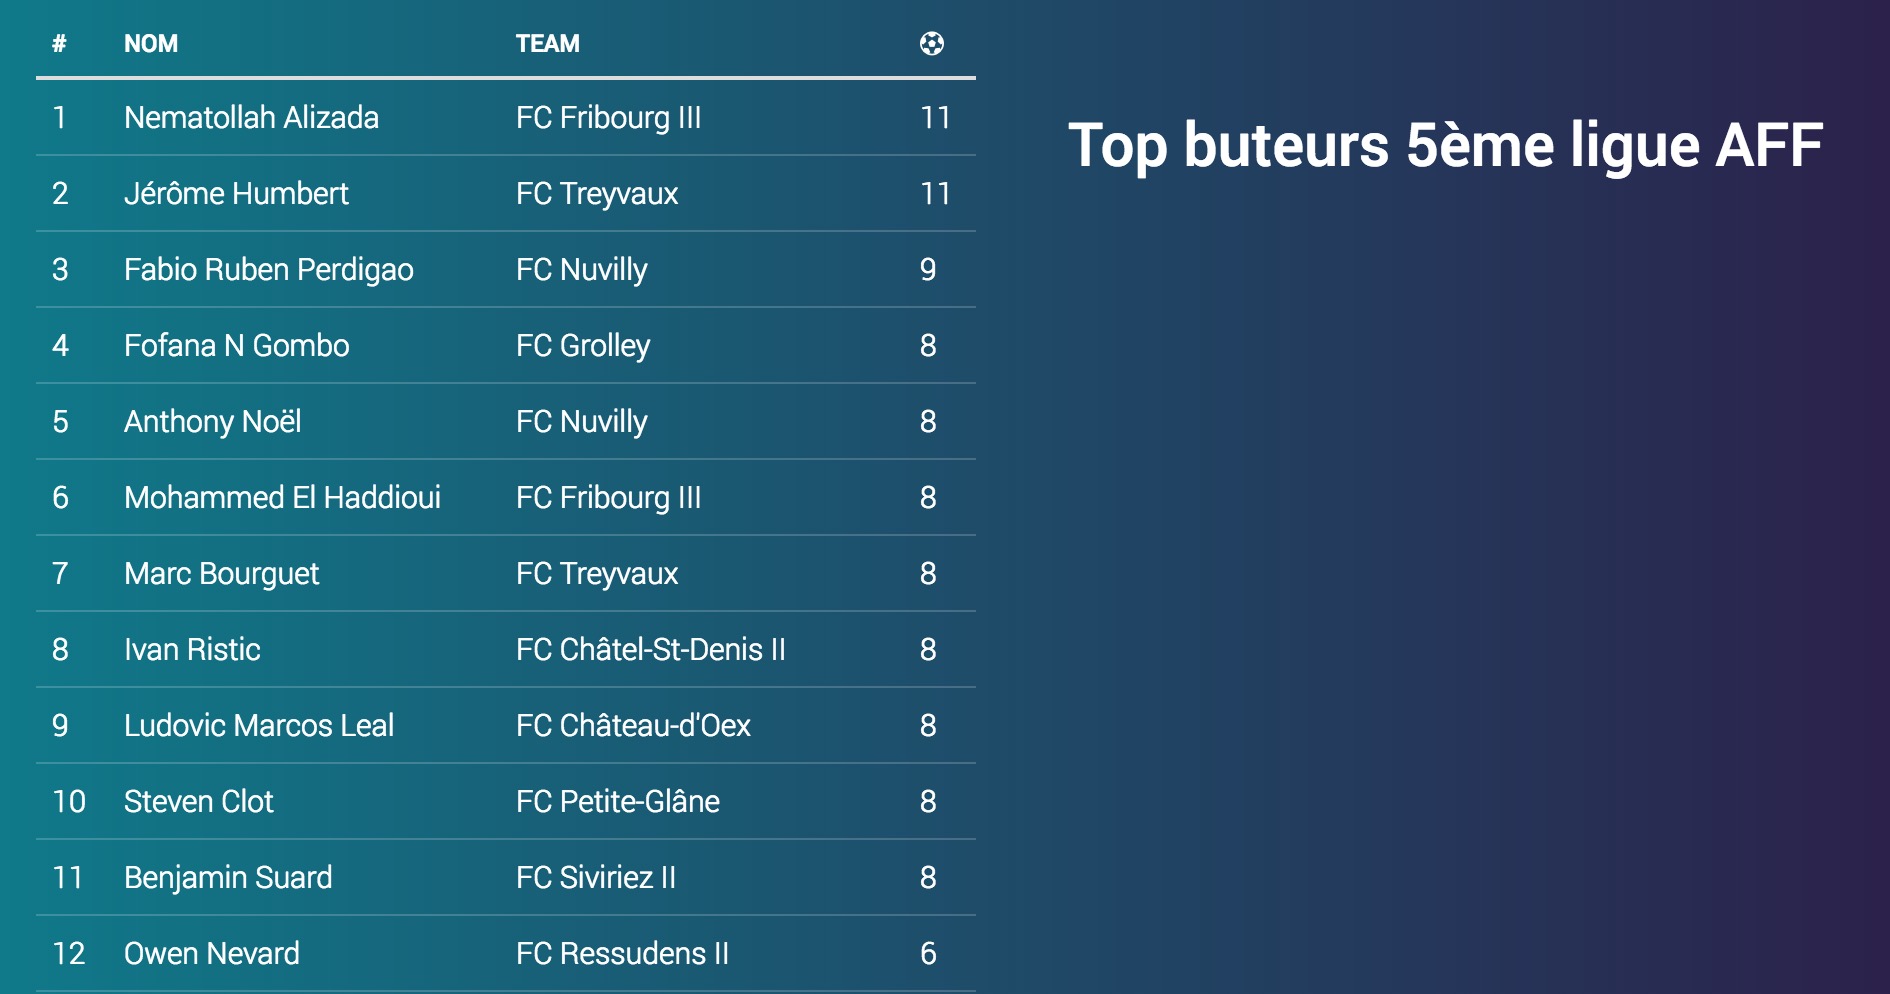 # NOM TEAM
1 Nematollah Alizada FC Fribourg III 11
2 Jérôme Humbert FC Treyvaux 11
3 Fabio Ruben Perdigao FC Nuvilly 9
4 Fofana N Gombo FC Grolley 8
5 Anthony Noël FC Nuvilly 8
6 Mohammed El Haddioui FC Fribourg III 8
7 Marc Bourguet FC Treyvaux 8
8 Ivan Ristic FC Châtel-St-Denis II 8
9 Ludovic Marcos Leal FC Château-d'Oex 8
10 Steven Clot FC Petite-Glâne 8
11 Benjamin Suard FC Siviriez II 8
12 Owen Nevard FC Ressudens II 6
Top buteurs 5ème ligue AFF